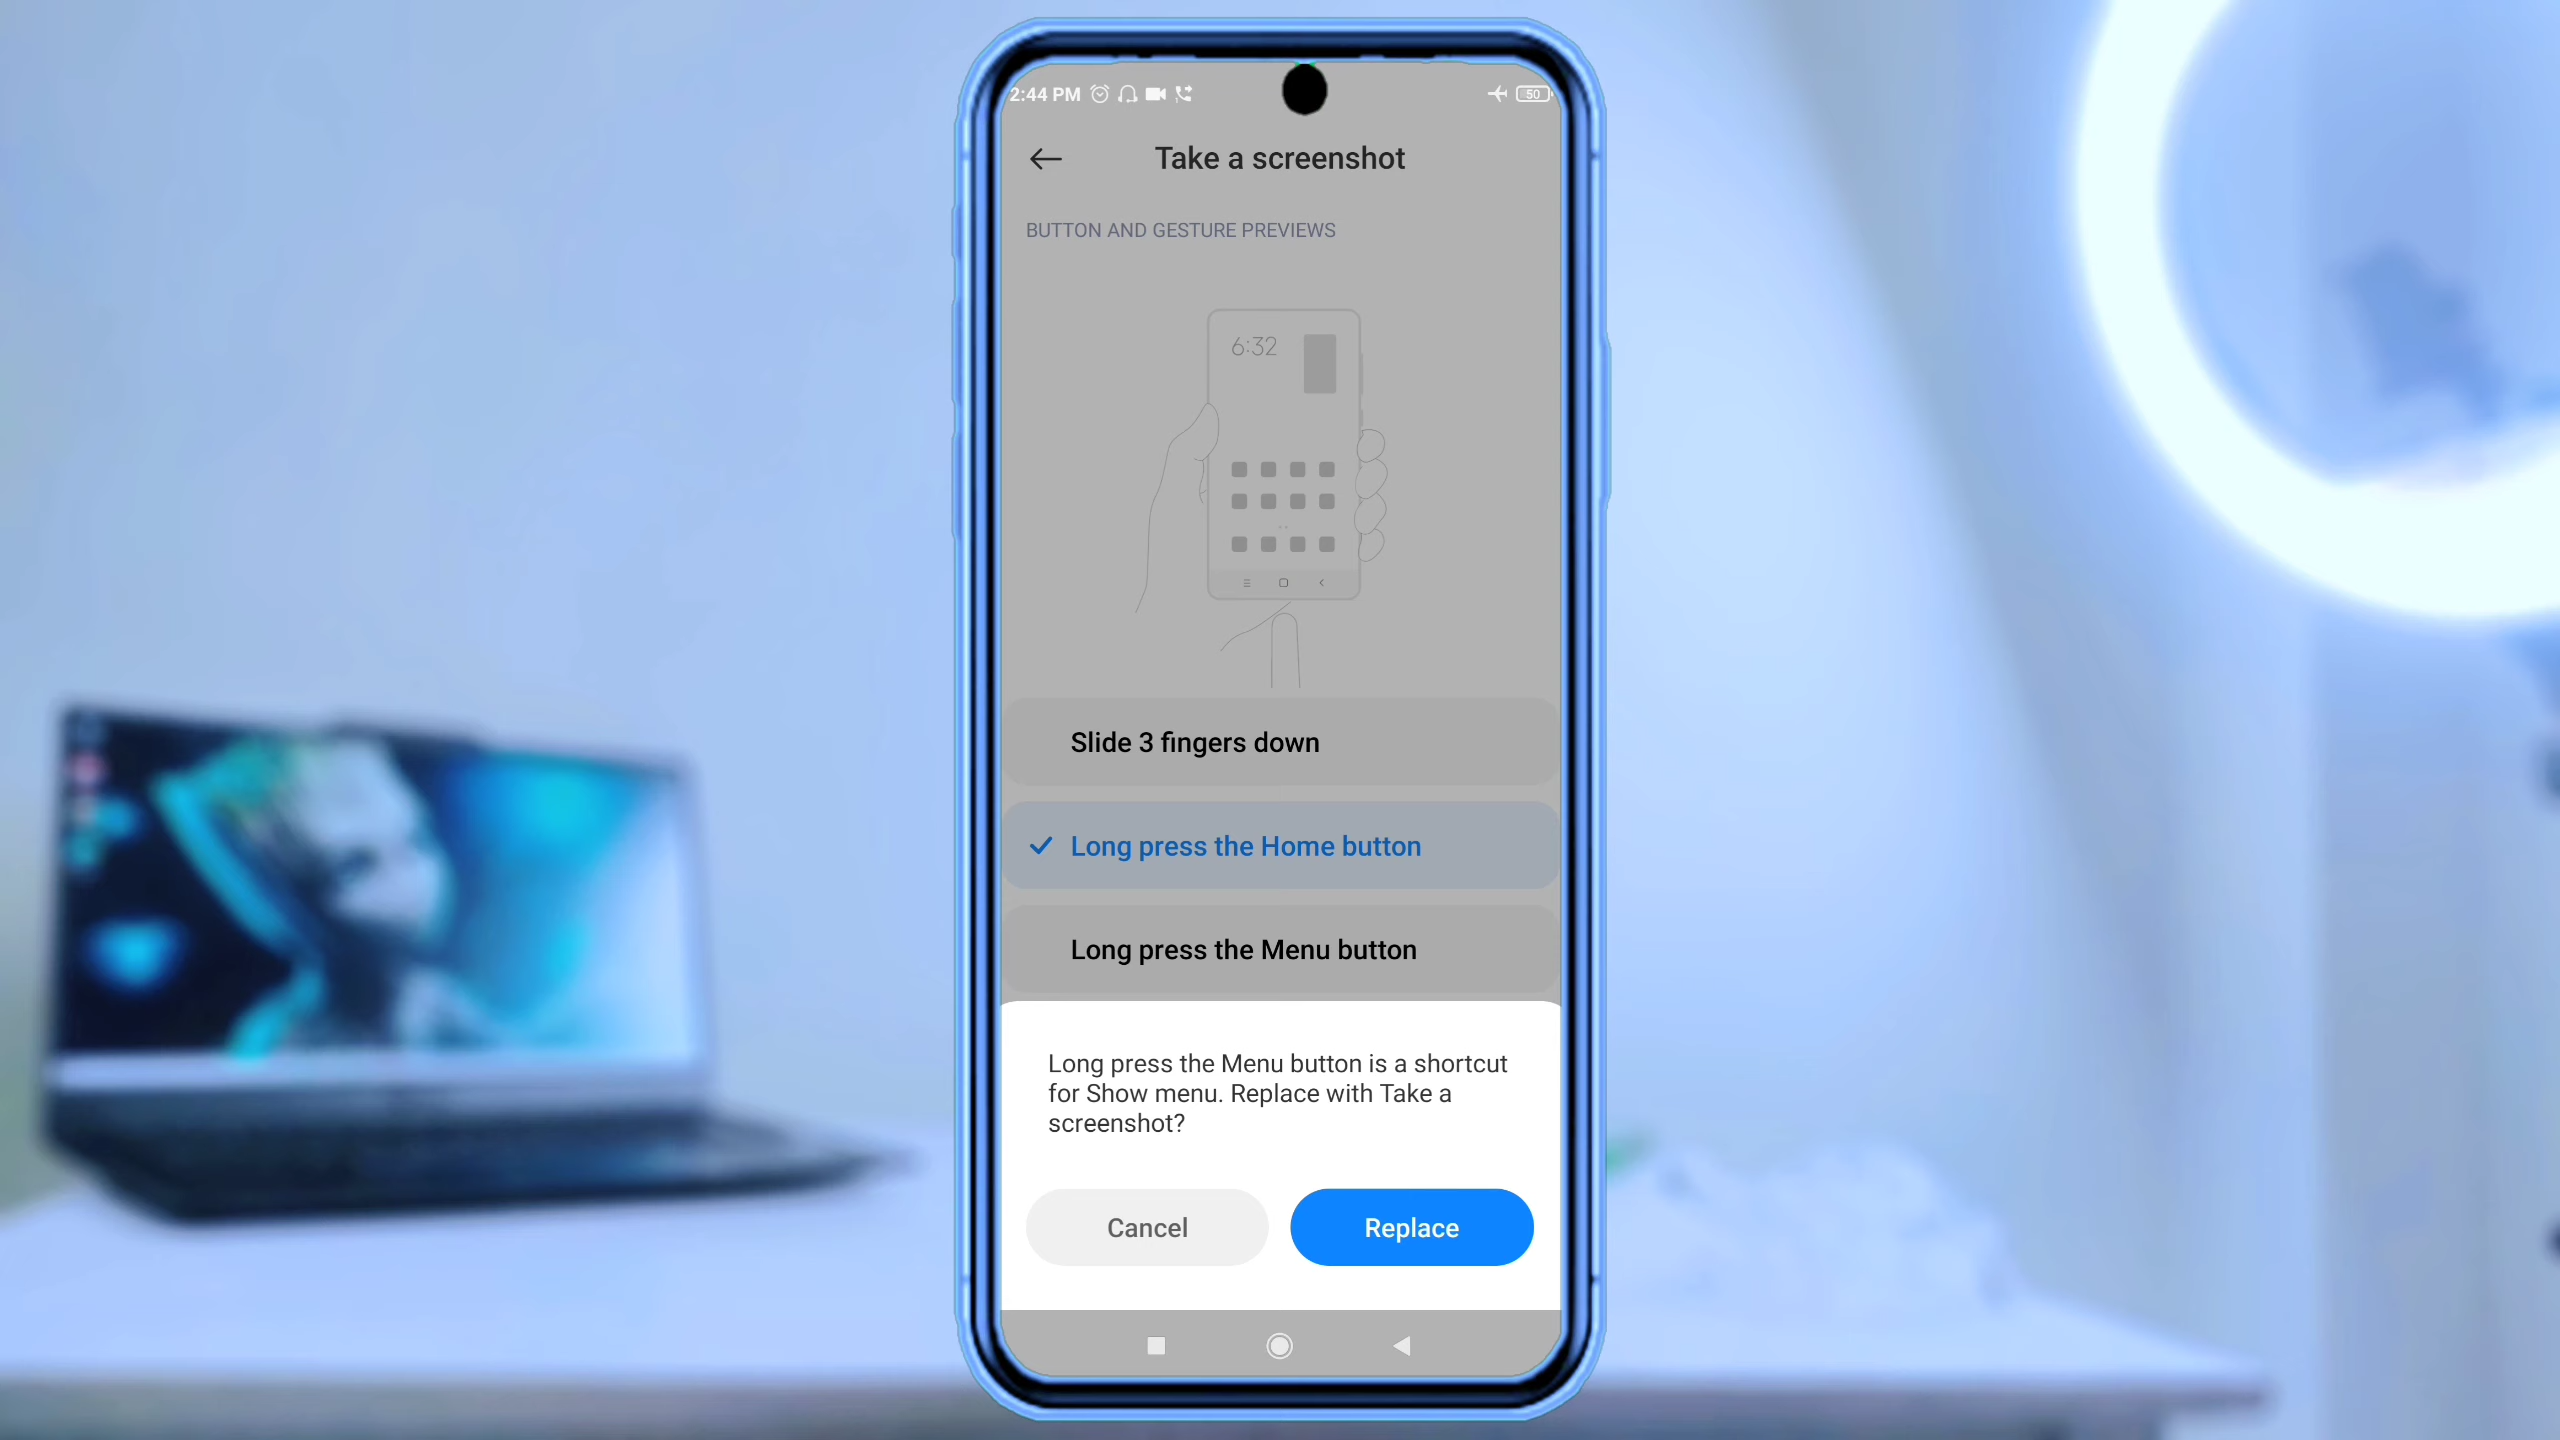 2:44 PM
50
Take a screenshot
BUTTON AND GESTURE PREVIEWS
6:32
Slide 3 fingers down
Long press the Home button
Long press the Menu button
Long press the Menu button is a shortcut
for Show menu. Replace with Take a
screenshot?
Cancel
Replace